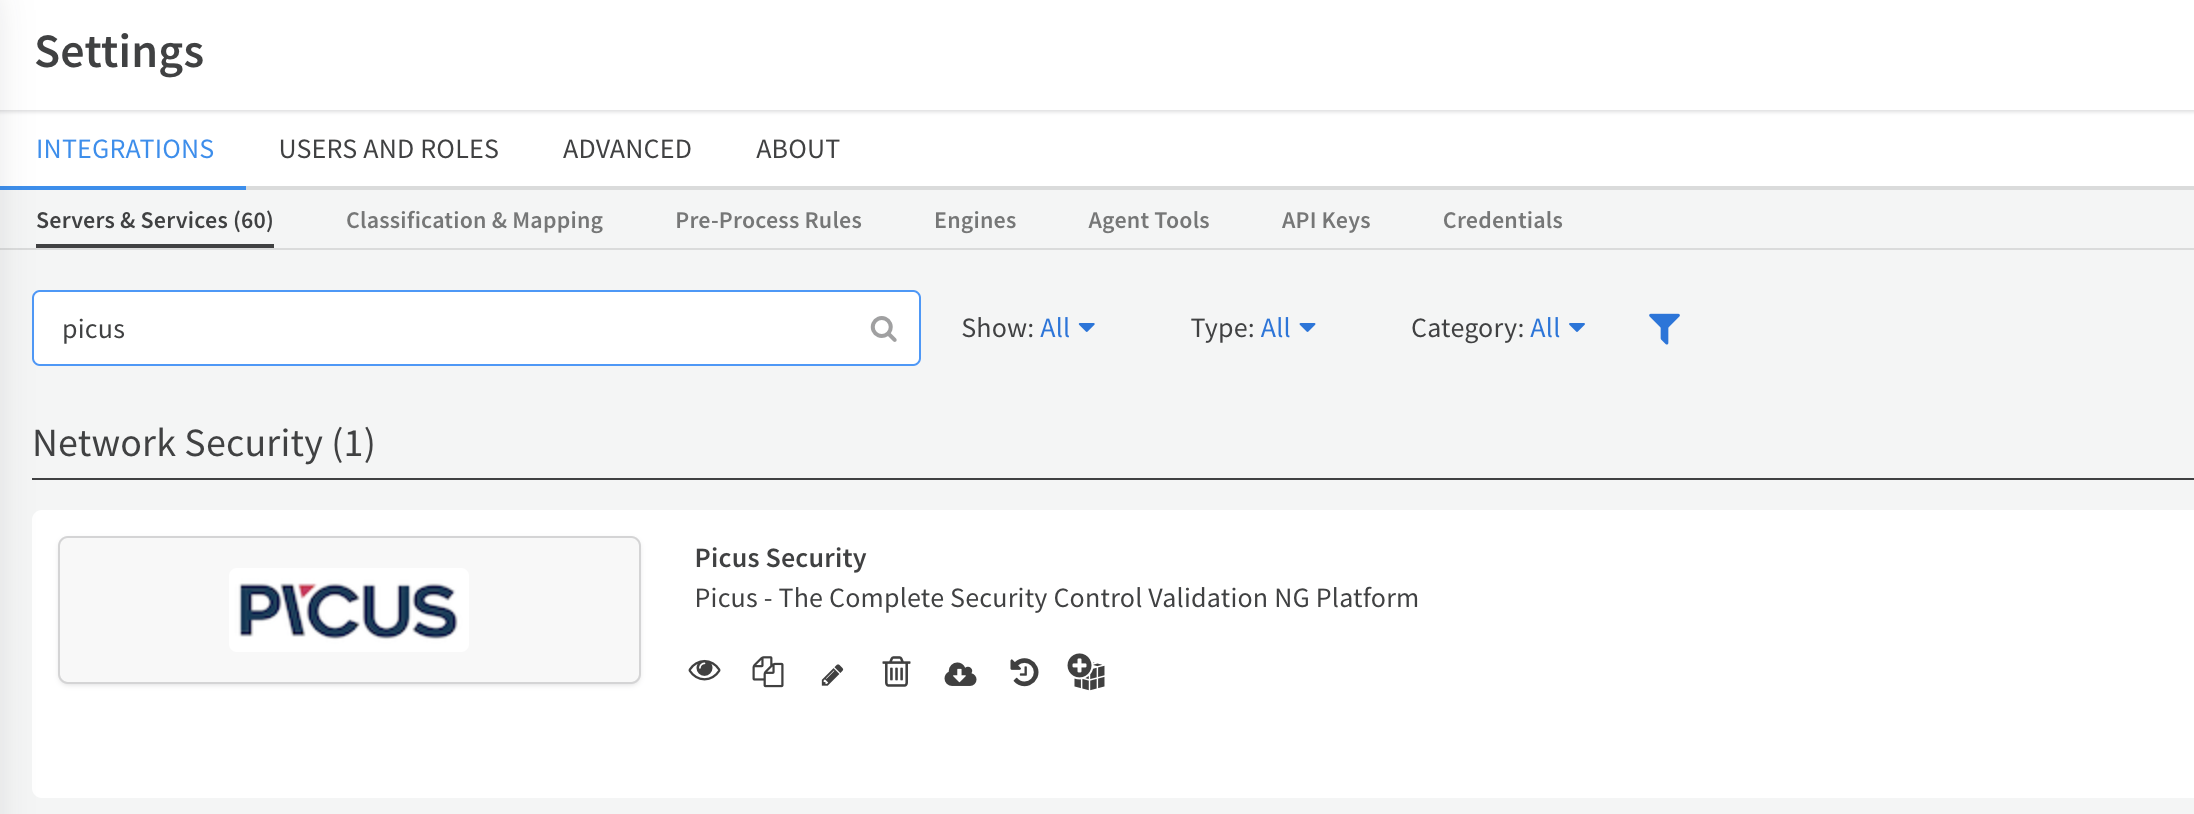 Settings
INTEGRATIONS USERS AND ROLES ADVANCED ABOUT
Servers & Services (60) Classification & Mapping Pre-Process Rules Engines Agent Tools API Keys Credentials
picus Show: All Type: All Category: All
Network Security (1)
PICUS
Picus Security
Picus - The Complete Security Control Validation NG Platform